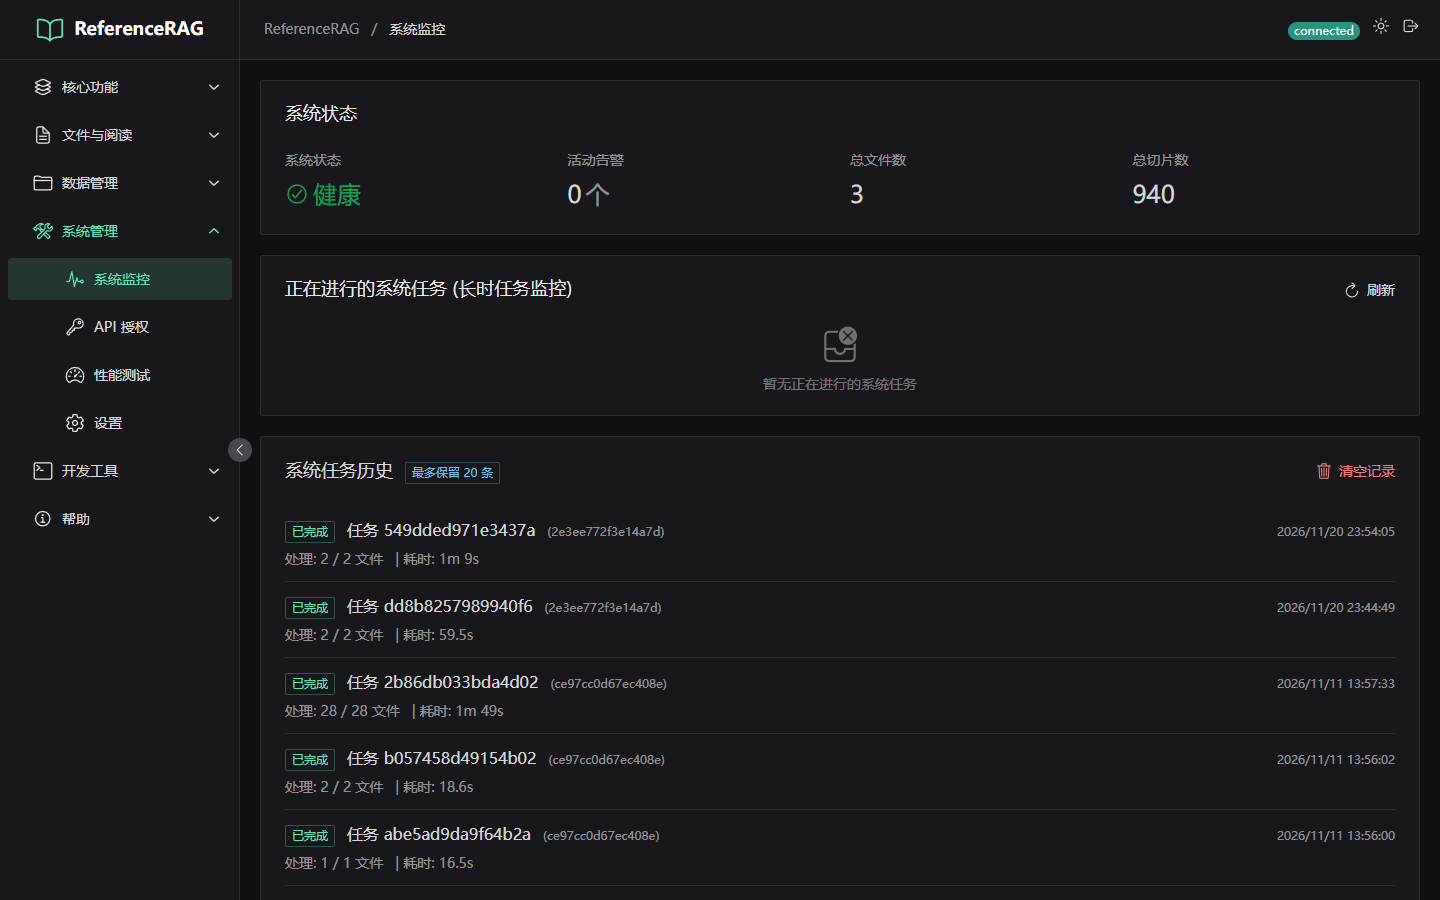 ReferenceRAG
ReferenceRAG / 系统监控
connected
核心功能
文件与阅读
数据管理
系统管理
系统监控
API 授权
性能测试
设置
开发工具
帮助
系统状态
系统状态
健康
活动告警
0个
总文件数
3
总切片数
940
正在进行的系统任务 (长时任务监控)
刷新
暂无正在进行的系统任务
系统任务历史 最多保留 20 条
清空记录
已完成 任务 549dded971e3437a (2e3ee772f3e14a7d) 2026/11/20 23:54:05
处理: 2 / 2 文件 | 耗时: 1m 9s
已完成 任务 dd8b8257989940f6 (2e3ee772f3e14a7d) 2026/11/20 23:44:49
处理: 2 / 2 文件 | 耗时: 59.5s
已完成 任务 2b86db033bda4d02 (ce97cc0d67ec408e) 2026/11/11 13:57:33
处理: 28 / 28 文件 | 耗时: 1m 49s
已完成 任务 b057458d49154b02 (ce97cc0d67ec408e) 2026/11/11 13:56:02
处理: 2 / 2 文件 | 耗时: 18.6s
已完成 任务 abe5ad9da9f64b2a (ce97cc0d67ec408e) 2026/11/11 13:56:00
处理: 1 / 1 文件 | 耗时: 16.5s